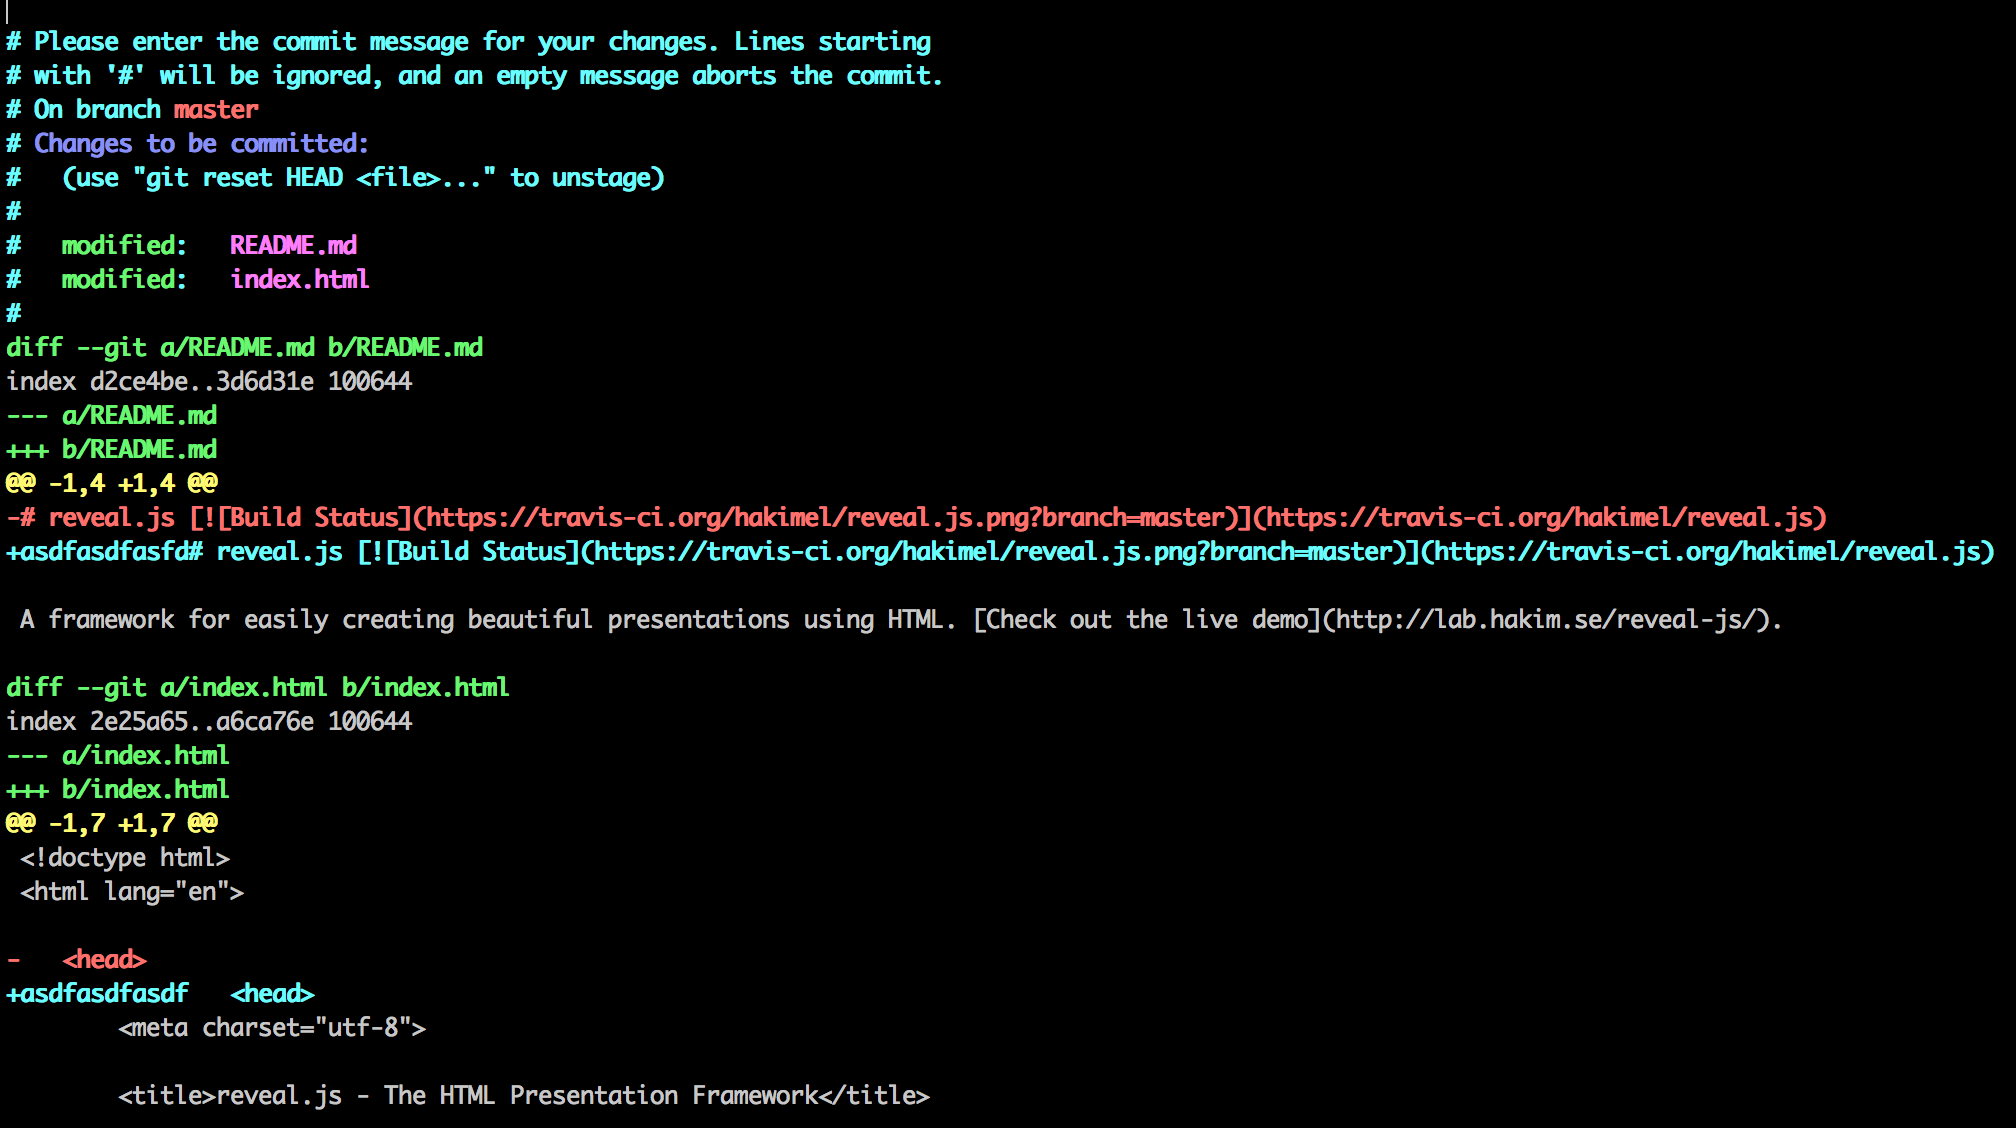 # Please enter the commit message for your changes. Lines starting
# with '#' will be ignored, and an empty message aborts the commit.
# On branch master
# Changes to be committed:
#   (use "git reset HEAD <file>..." to unstage)
#
#   modified:   README.md
#   modified:   index.html
#
diff --git a/README.md b/README.md
index d2ce4be..3d6d31e 100644
--- a/README.md
+++ b/README.md
@@ -1,4 +1,4 @@
-# reveal.js [![Build Status](https://travis-ci.org/hakimel/reveal.js.png?branch=master)](https://travis-ci.org/hakimel/reveal.js)
+asdfasdfasfd# reveal.js [![Build Status](https://travis-ci.org/hakimel/reveal.js.png?branch=master)](https://travis-ci.org/hakimel/reveal.js)
 A framework for easily creating beautiful presentations using HTML. [Check out the live demo](http://lab.hakim.se/reveal-js/).
diff --git a/index.html b/index.html
index 2e25a65..a6ca76e 100644
--- a/index.html
+++ b/index.html
@@ -1,7 +1,7 @@
 <!doctype html>
 <html lang="en">
-   <head>
+asdfasdfasdf   <head>
        <meta charset="utf-8">
        <title>reveal.js - The HTML Presentation Framework</title>